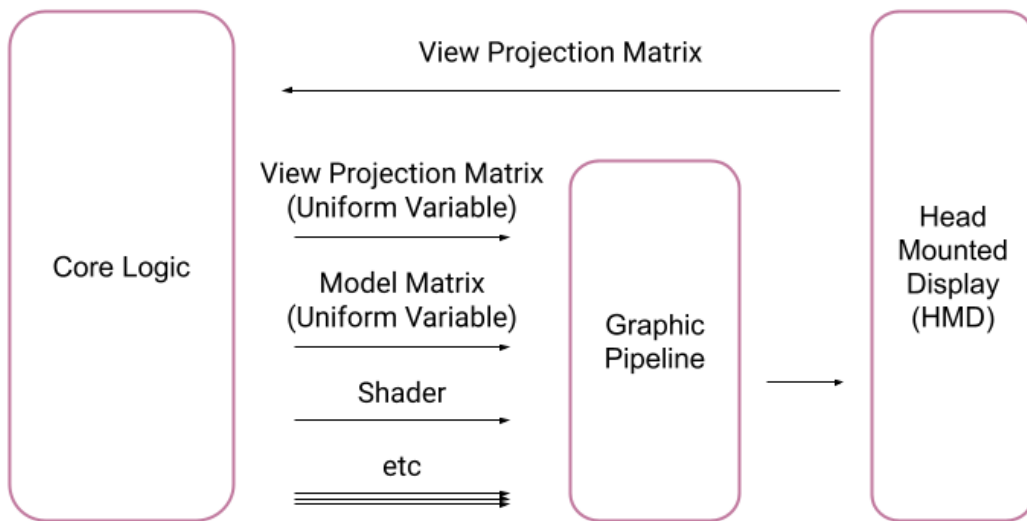 View Projection Matrix
View Projection Matrix
(Uniform Variable)
Core Logic
Model Matrix
(Uniform Variable)
Shader
etc
Graphic
Pipeline
Head
Mounted
Display
(HMD)